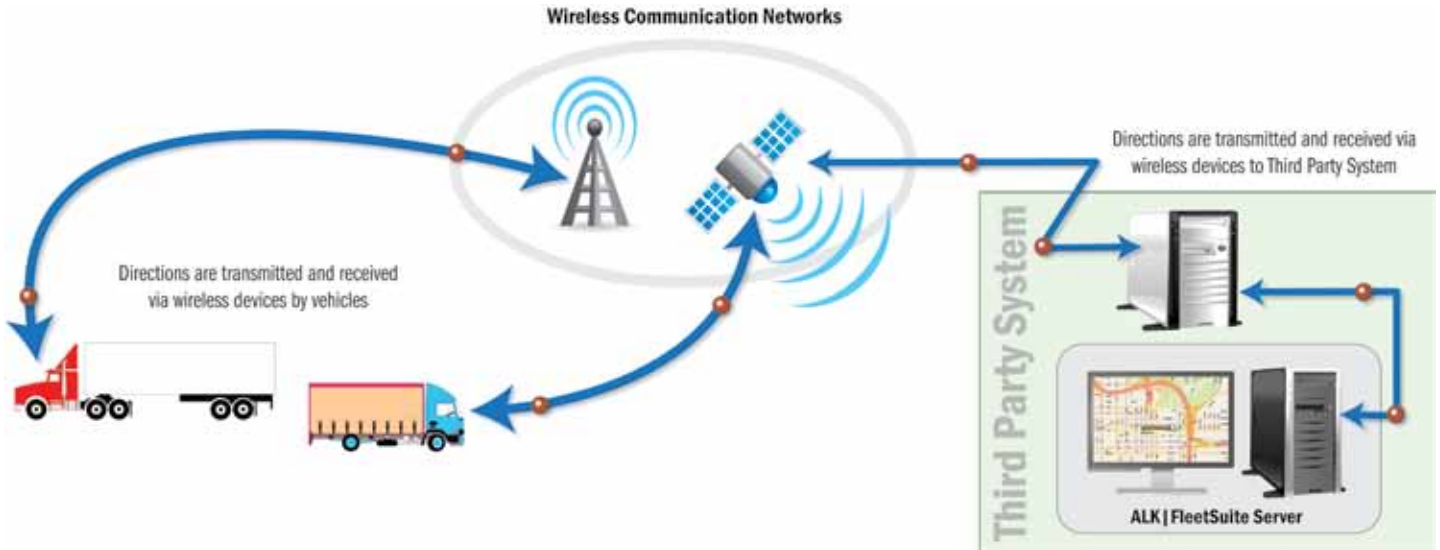 Wireless Communication Networks
Directions are transmitted and received via
wireless devices to Third Party System
Directions are transmitted and received
via wireless devices by vehicles
Third Party System
ALK|FleetSuite Server